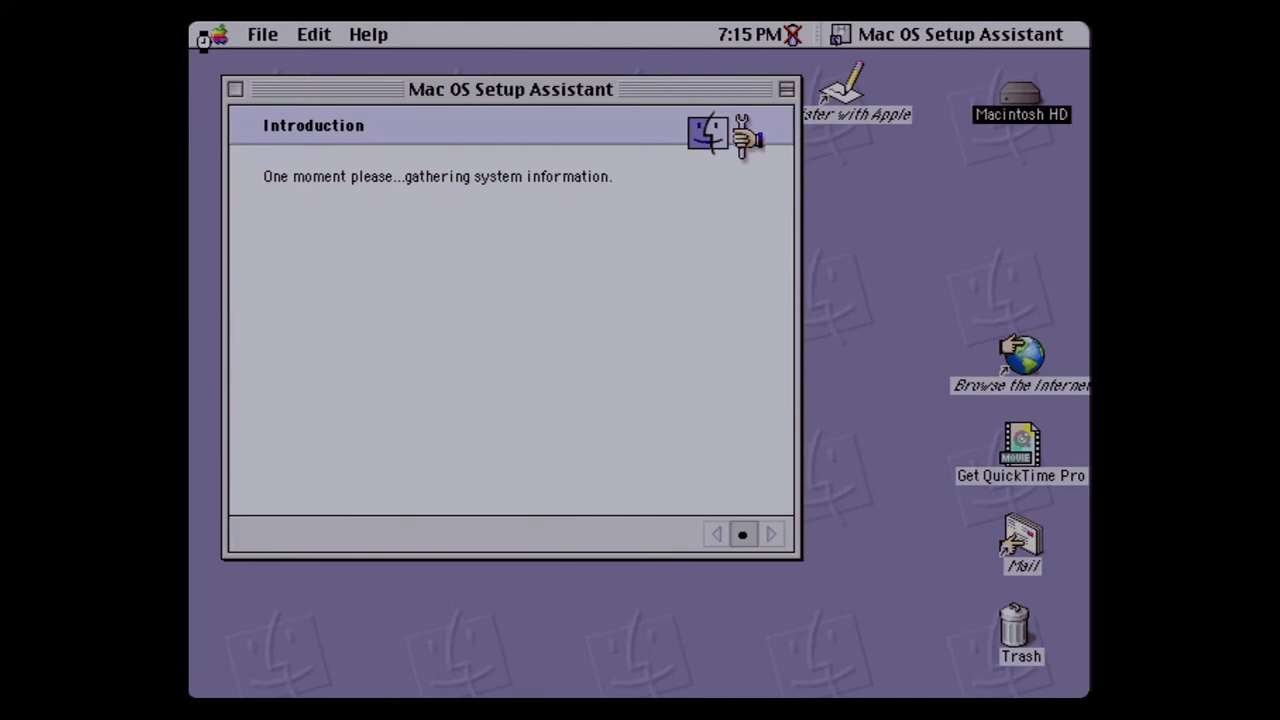 File Edit Help 7:15 PM Mac OS Setup Assistant
Mac OS Setup Assistant
ister with Apple
Macintosh HD
Introduction
One moment please...gathering system information.
Browse the Internet
MOVIE
Get QuickTime Pro
Mail
Trash